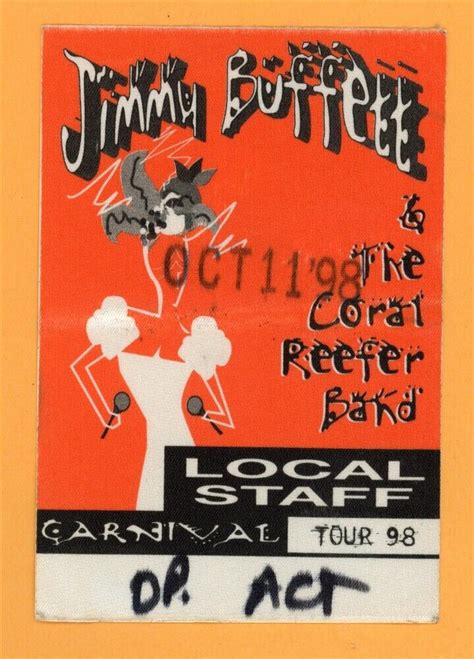 Jimmy Buffett
&
The
Coral
Reefer
Band
OCT 11 '98
LOCAL
STAFF
CARNIVAL TOUR 98
OP. ACT